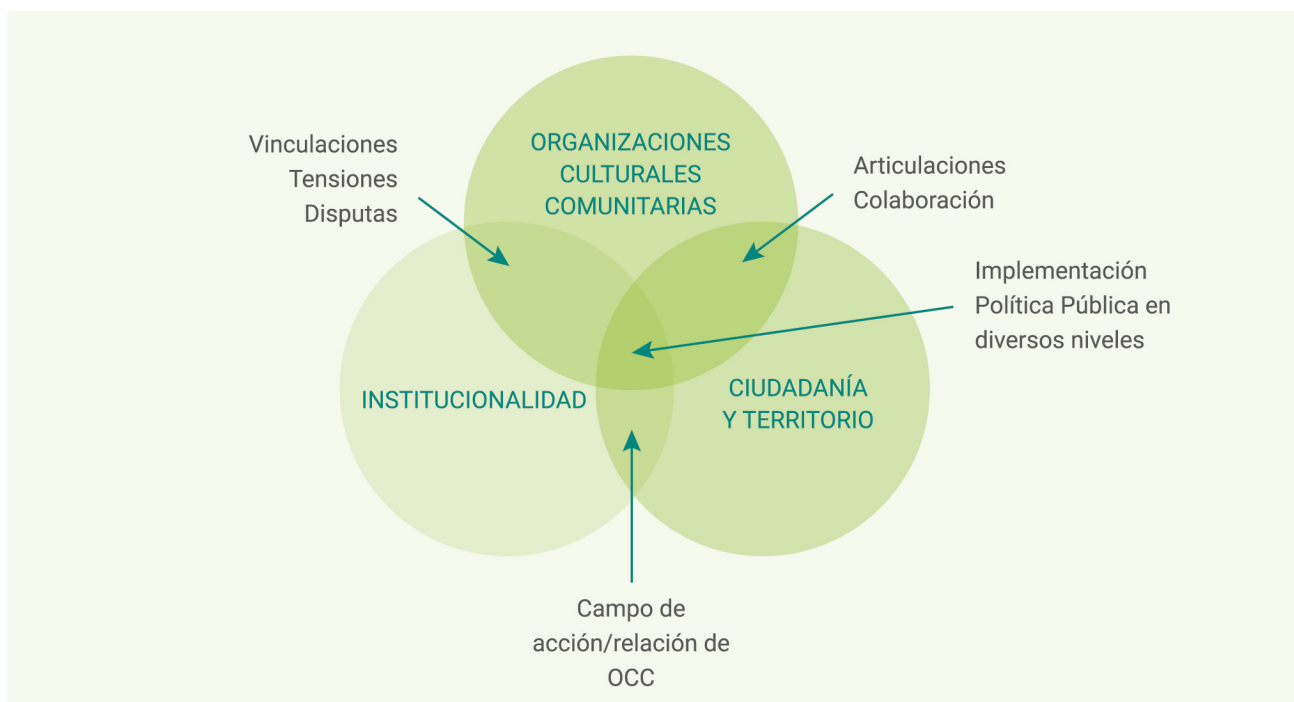 Vinculaciones
Tensiones
Disputas
ORGANIZACIONES
CULTURALES
COMUNITARIAS
Articulaciones
Colaboración
Implementación
Política Pública en
diversos niveles
INSTITUCIONALIDAD
CIUDADANÍA
Y TERRITORIO
Campo de
acción/relación de
OCC